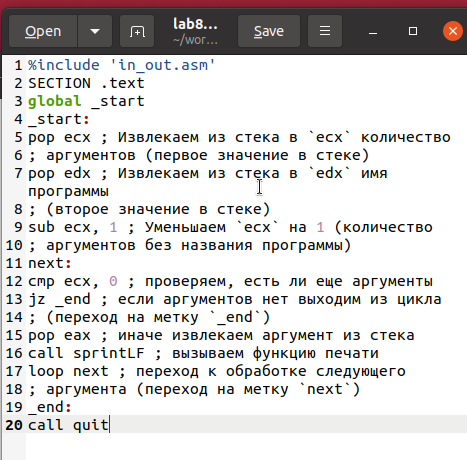 Open
lab8...
~/wor...
Save
1 %include 'in_out.asm'
2 SECTION .text
3 global _start
4 _start:
5 pop ecx ; Извлекаем из стека в `ecx` количество
6 ; аргументов (первое значение в стеке)
7 pop edx ; Извлекаем из стека в `edx` имя
программы
8 ; (второе значение в стеке)
9 sub ecx, 1 ; Уменьшаем `ecx` на 1 (количество
10 ; аргументов без названия программы)
11 next:
12 cmp ecx, 0 ; проверяем, есть ли еще аргументы
13 jz _end ; если аргументов нет выходим из цикла
14 ; (переход на метку `_end`)
15 pop eax ; иначе извлекаем аргумент из стека
16 call sprintLF ; вызываем функцию печати
17 loop next ; переход к обработке следующего
18 ; аргумента (переход на метку `next`)
19 _end:
20 call quit